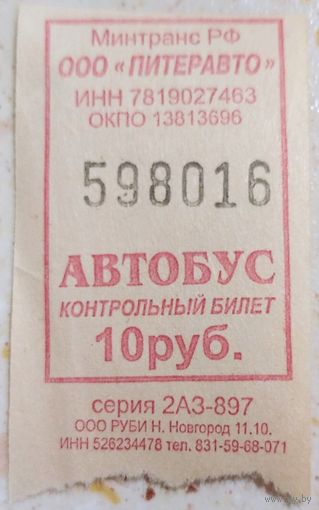 Минтранс РФ
ООО «ПИТЕРАВТО»
ИНН 7819027463
ОКПО 13813696
598016
АВТОБУС
КОНТРОЛЬНЫЙ БИЛЕТ
10руб.
серия 2АЗ-897
ООО РУБИ Н. Новгород 11.10.
ИНН 526234478 тел. 831-59-68-071